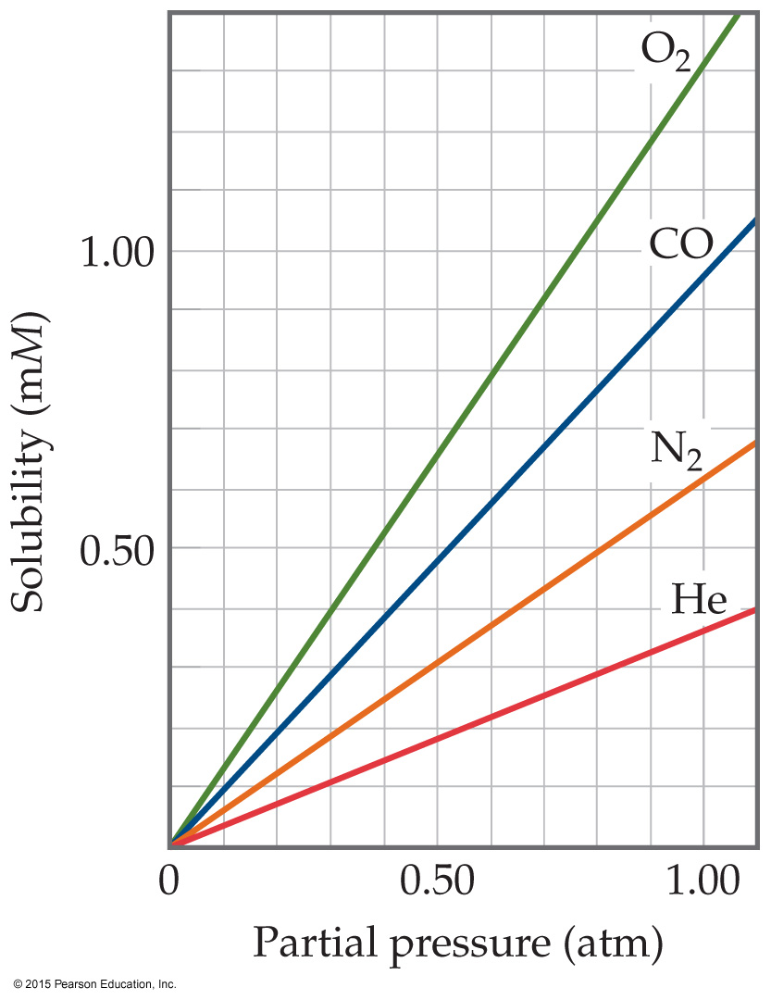 O₂
CO
1.00
N₂
0.50
He
Solubility (mM)
0
0.50
1.00
Partial pressure (atm)
© 2015 Pearson Education, Inc.